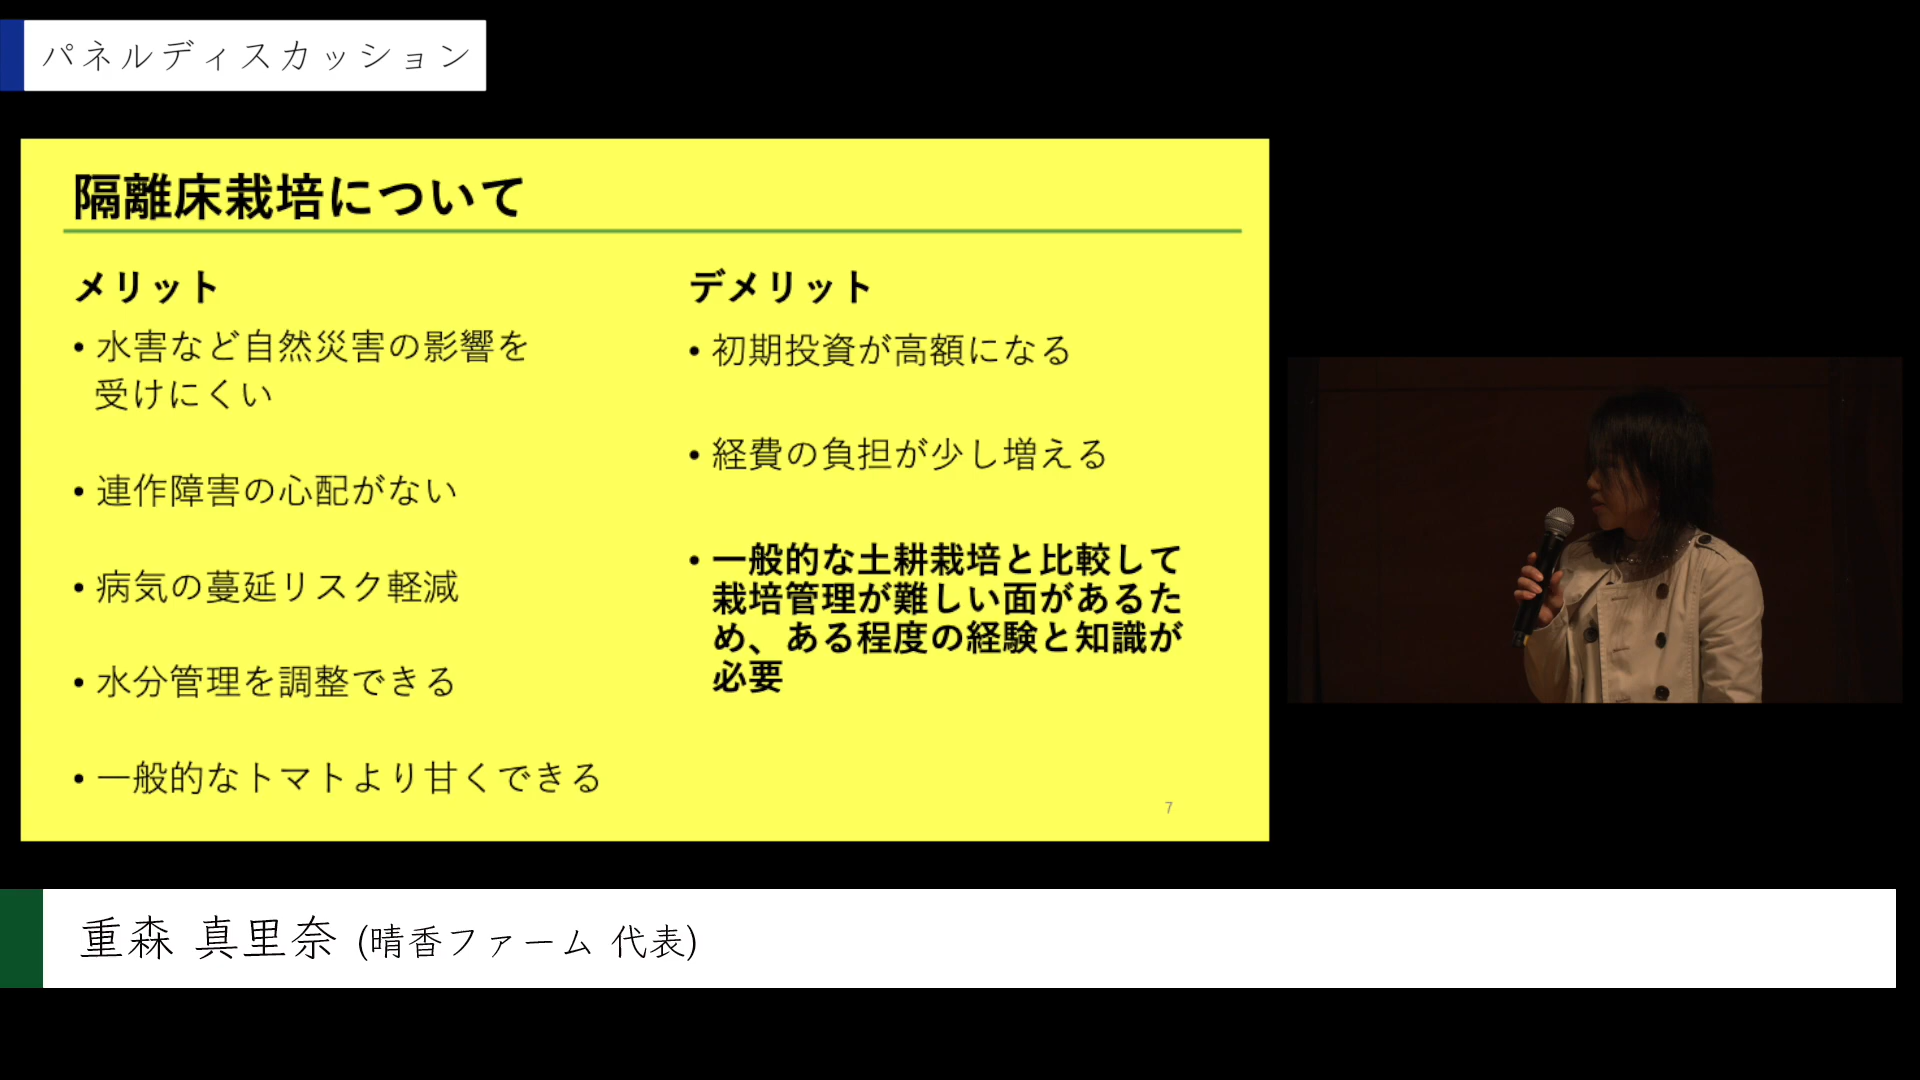 パネルディスカッション
隔離床栽培について
メリット
• 水害など自然災害の影響を
受けにくい
• 連作障害の心配がない
• 病気の蔓延リスク軽減
• 水分管理を調整できる
• 一般的なトマトより甘くできる
デメリット
• 初期投資が高額になる
• 経費の負担が少し増える
• 一般的な土耕栽培と比較して
栽培管理が難しい面があるた
め、ある程度の経験と知識が
必要
7
重森 真里奈 (晴香ファーム 代表)